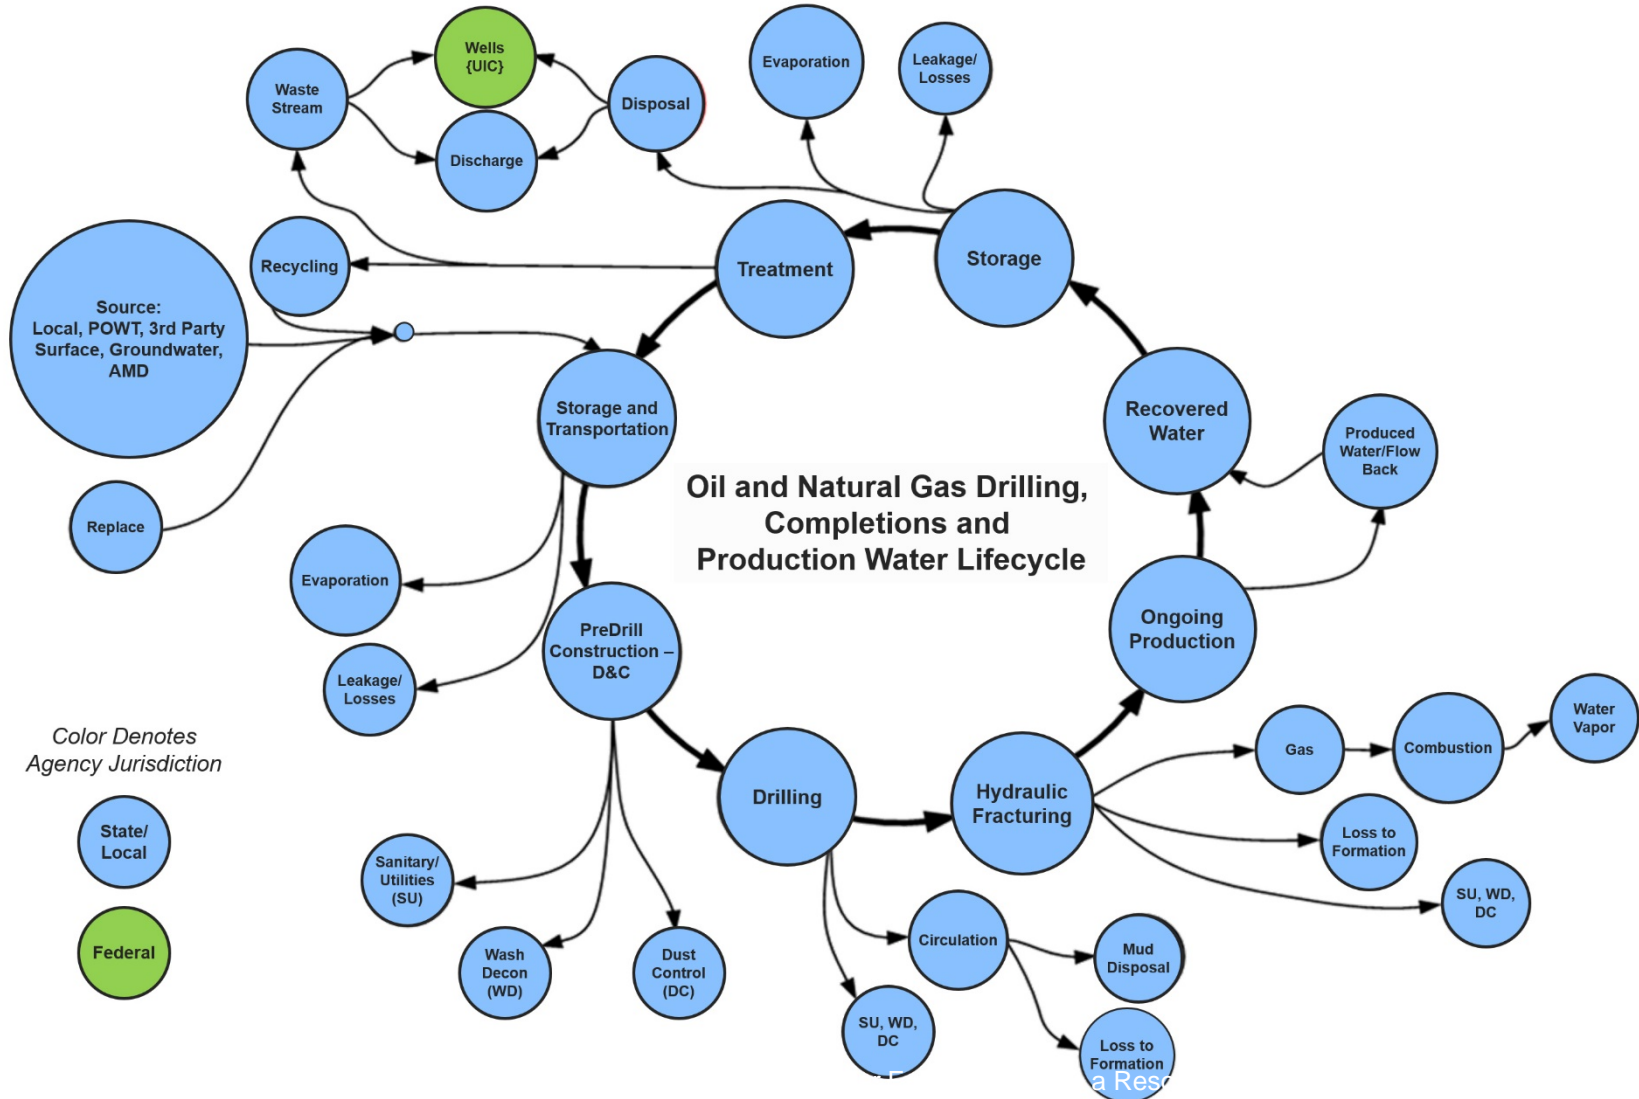 Wells
{UIC}
Waste
Stream
Disposal
Discharge
Evaporation
Leakage/
Losses
Treatment
Storage
Recycling
Source:
Local, POWT, 3rd Party
Surface, Groundwater,
AMD
Storage and
Transportation
Recovered
Water
Produced
Water/Flow
Back
Replace
Oil and Natural Gas Drilling,
Completions and
Production Water Lifecycle
Evaporation
Leakage/
Losses
PreDrill
Construction –
D&C
Ongoing
Production
Drilling
Hydraulic
Fracturing
Gas
Combustion
Water
Vapor
Loss to
Formation
SU, WD,
DC
Sanitary/
Utilities
(SU)
Wash
Decon
(WD)
Dust
Control
(DC)
Circulation
Mud
Disposal
SU, WD,
DC
Loss to
Formation
Color Denotes
Agency Jurisdiction
State/
Local
Federal
a